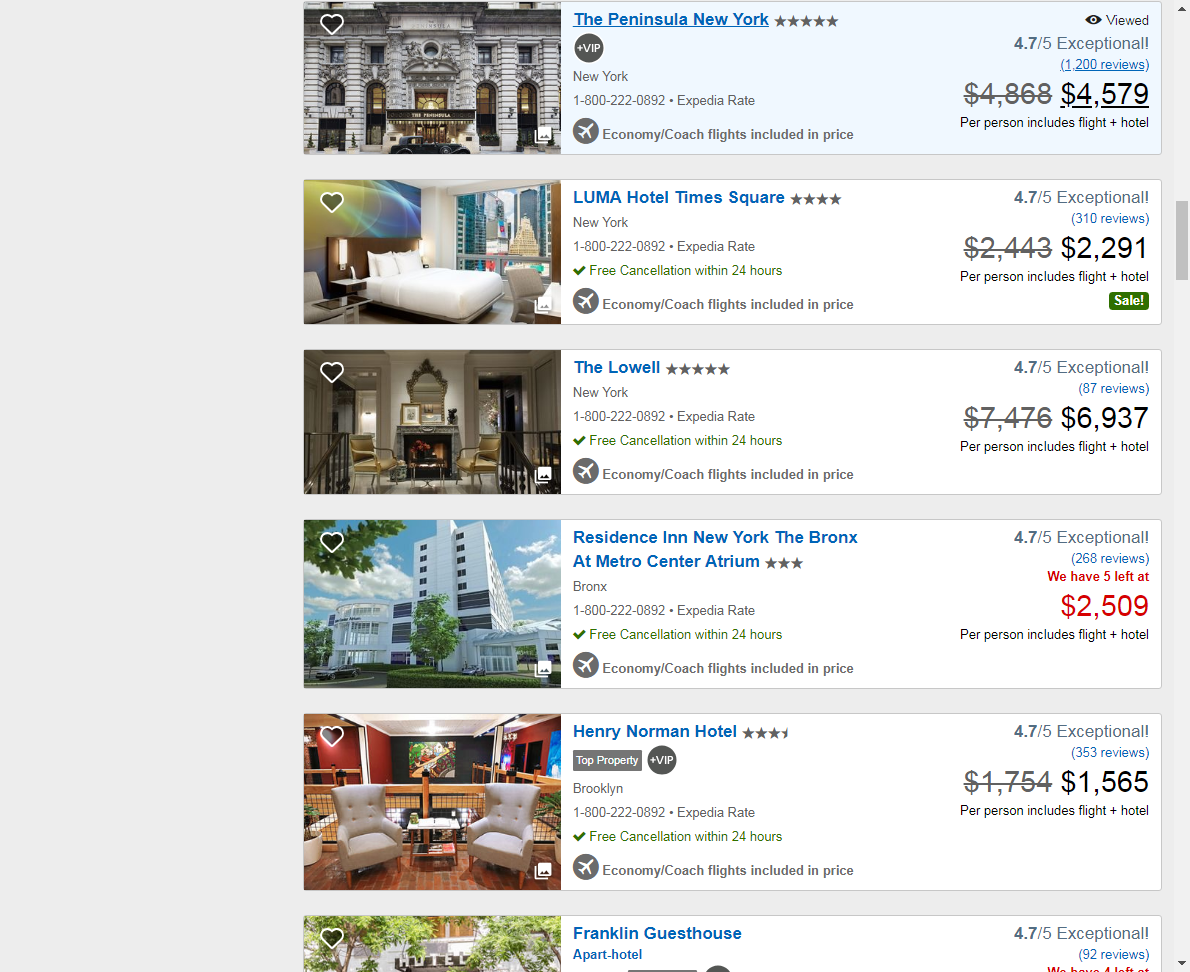 THE PENINSULA
The Peninsula New York
Viewed
+VIP
4.7/5 Exceptional!
(1,200 reviews)
New York
1-800-222-0892 • Expedia Rate
$4,868 $4,579
Per person includes flight + hotel
Economy/Coach flights included in price
LUMA Hotel Times Square
4.7/5 Exceptional!
New York
(310 reviews)
1-800-222-0892 • Expedia Rate
$2,443 $2,291
Free Cancellation within 24 hours
Per person includes flight + hotel
Economy/Coach flights included in price
Sale!
The Lowell
4.7/5 Exceptional!
New York
(87 reviews)
1-800-222-0892 • Expedia Rate
$7,476 $6,937
Free Cancellation within 24 hours
Per person includes flight + hotel
Economy/Coach flights included in price
Residence Inn New York The Bronx
At Metro Center Atrium
4.7/5 Exceptional!
(268 reviews)
We have 5 left at
Bronx
1-800-222-0892 • Expedia Rate
$2,509
Free Cancellation within 24 hours
Per person includes flight + hotel
Economy/Coach flights included in price
Henry Norman Hotel
4.7/5 Exceptional!
Top Property +VIP
(353 reviews)
Brooklyn
$1,754 $1,565
1-800-222-0892 • Expedia Rate
Per person includes flight + hotel
Free Cancellation within 24 hours
Economy/Coach flights included in price
HOTEL
Franklin Guesthouse
4.7/5 Exceptional!
Apart-hotel
(92 reviews)
We have 4 left at